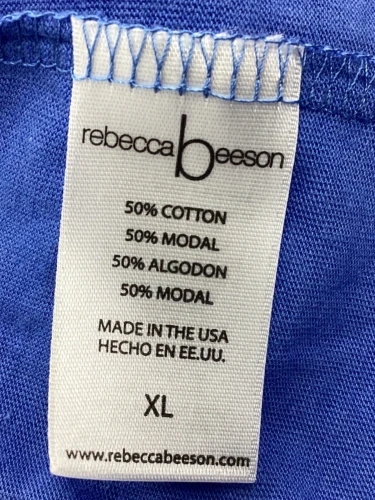 rebecca beeson
50% COTTON
50% MODAL
50% ALGODON
50% MODAL
MADE IN THE USA
HECHO EN EE.UU.
XL
www.rebeccabeeson.com